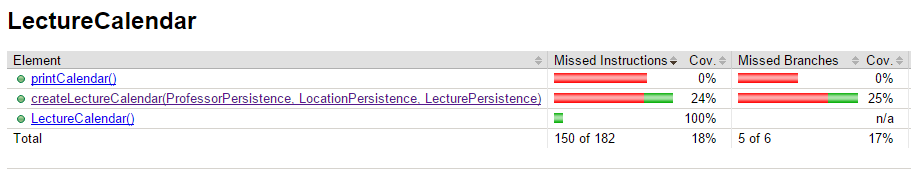 LectureCalendar
Element Missed Instructions Cov. Missed Branches Cov.
printCalendar() 0% 0%
createLectureCalendar(ProfessorPersistence, LocationPersistence, LecturePersistence) 24% 25%
LectureCalendar() 100% n/a
Total 150 of 182 18% 5 of 6 17%